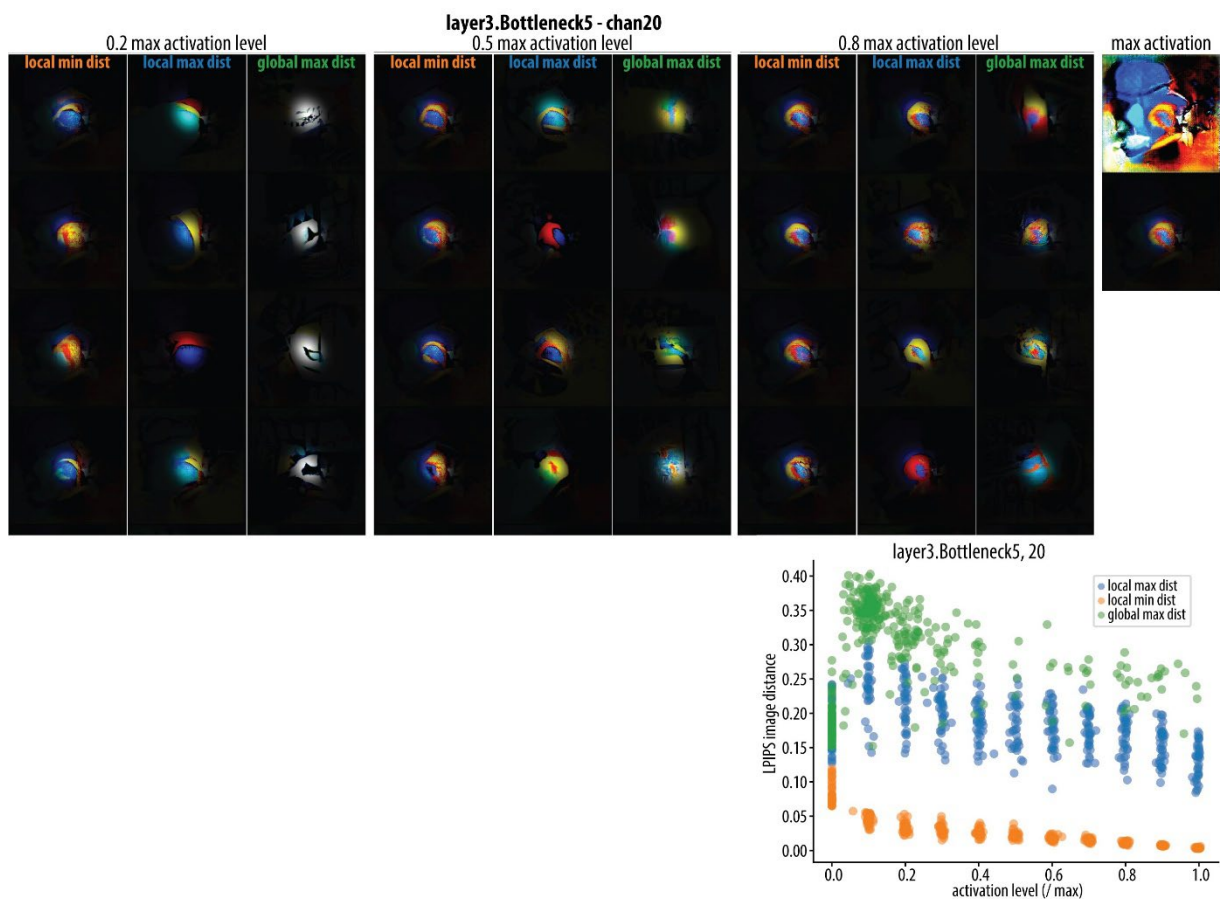 layer3.Bottleneck5 - chan20
0.2 max activation level
0.5 max activation level
0.8 max activation level
max activation
local min dist
local max dist
global max dist
local min dist
local max dist
global max dist
local min dist
local max dist
global max dist
layer3.Bottleneck5, 20
0.40
0.35
0.30
0.25
0.20
0.15
0.10
0.05
0.00
LPIPS image distance
local max dist
local min dist
global max dist
0.0
0.2
0.4
0.6
0.8
1.0
activation level (/ max)